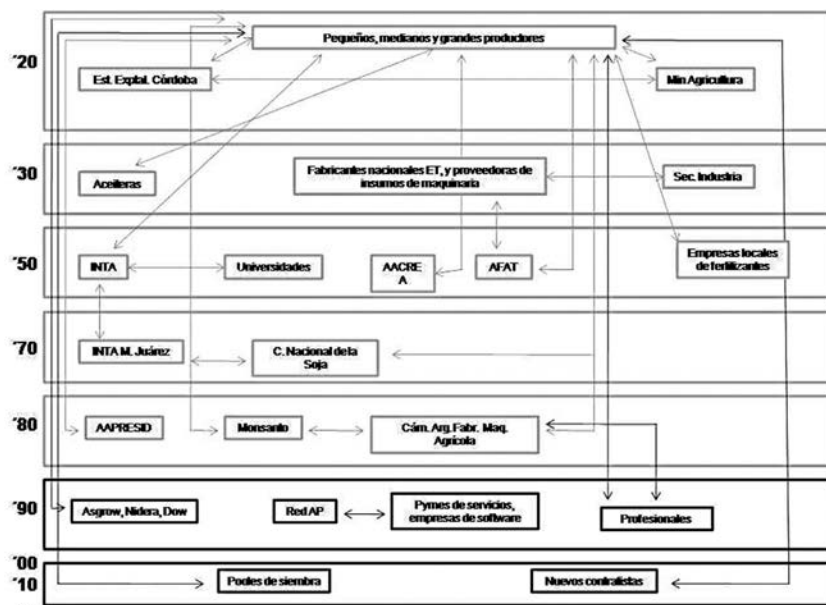 Pequeños, medianos y grandes productores
´20
Est. Exptal. Córdoba
Min Agricultura
´30
Fabricantes nacionales ET, y proveedoras de
insumos de maquinaria
Aceiteras
Sec. Industria
´50
INTA
Universidades
AACRE
A
AFAT
Empresas locales
de fertilizantes
´70
INTA M. Juárez
C. Nacional de la
Soja
´80
AAPRESID
Monsanto
Cám. Arg. Fabr. Maq.
Agrícola
´90
Asgrow, Nidera, Dow
Red AP
Pymes de servicios,
empresas de software
Profesionales
´00
´10
Pooles de siembra
Nuevos contratistas